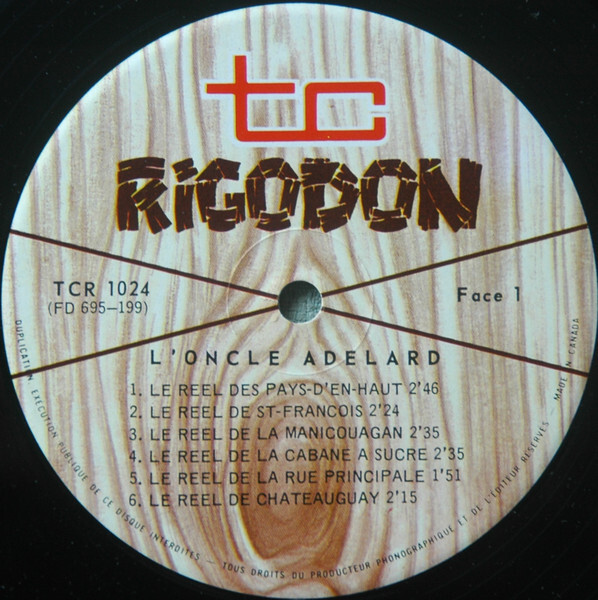 tc
RIGODON
TCR 1024
(FD 695–199)
Face 1
L'ONCLE ADELARD
1. LE REEL DES PAYS-D'EN-HAUT 2'46
2. LE REEL DE ST-FRANCOIS 2'24
3. LE REEL DE LA MANICOUAGAN 2'35
4. LE REEL DE LA CABANE A SUCRE 2'35
5. LE REEL DE LA RUE PRINCIPALE 1'51
6. LE REEL DE CHATEAUGUAY 2'15
DUPLICATION, EXECUTION PUBLIQUE DE CE DISQUE INTERDITES — TOUS DROITS DU PRODUCTEUR PHONOGRAPHIQUE ET DE L'EDITEUR RESERVES — MADE IN CANADA